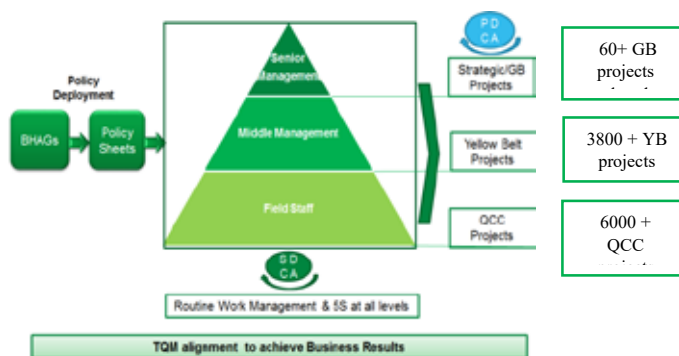 Policy
Deployment
BHAGs
Policy
Sheets
Senior
Management
Middle Management
Field Staff
P D
C A
Strategic/GB
Projects
Yellow Belt
Projects
QCC
Projects
60+ GB
projects
3800 + YB
projects
6000 +
QCC
S D
C A
Routine Work Management & 5S at all levels
TQM alignment to achieve Business Results